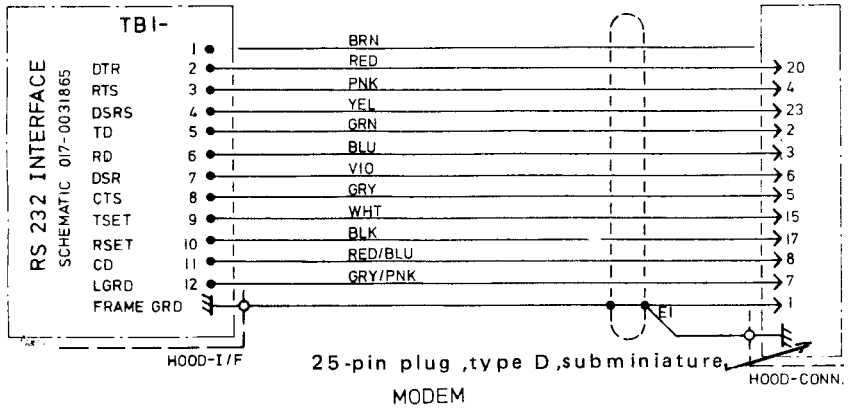 TB1-
1 BRN
DTR 2 RED 20
RTS 3 PNK 4
DSRS 4 YEL 23
TD 5 GRN 2
RD 6 BLU 3
DSR 7 VIO 6
CTS 8 GRY 5
TSET 9 WHT 15
RSET 10 BLK 17
CD 11 RED/BLU 8
LGRD 12 GRY/PNK 7
FRAME GRD 1
E1
RS 232 INTERFACE
SCHEMATIC 017-0031865
HOOD-I/F
25-pin plug ,type D,subminiature,
HOOD-CONN.
MODEM